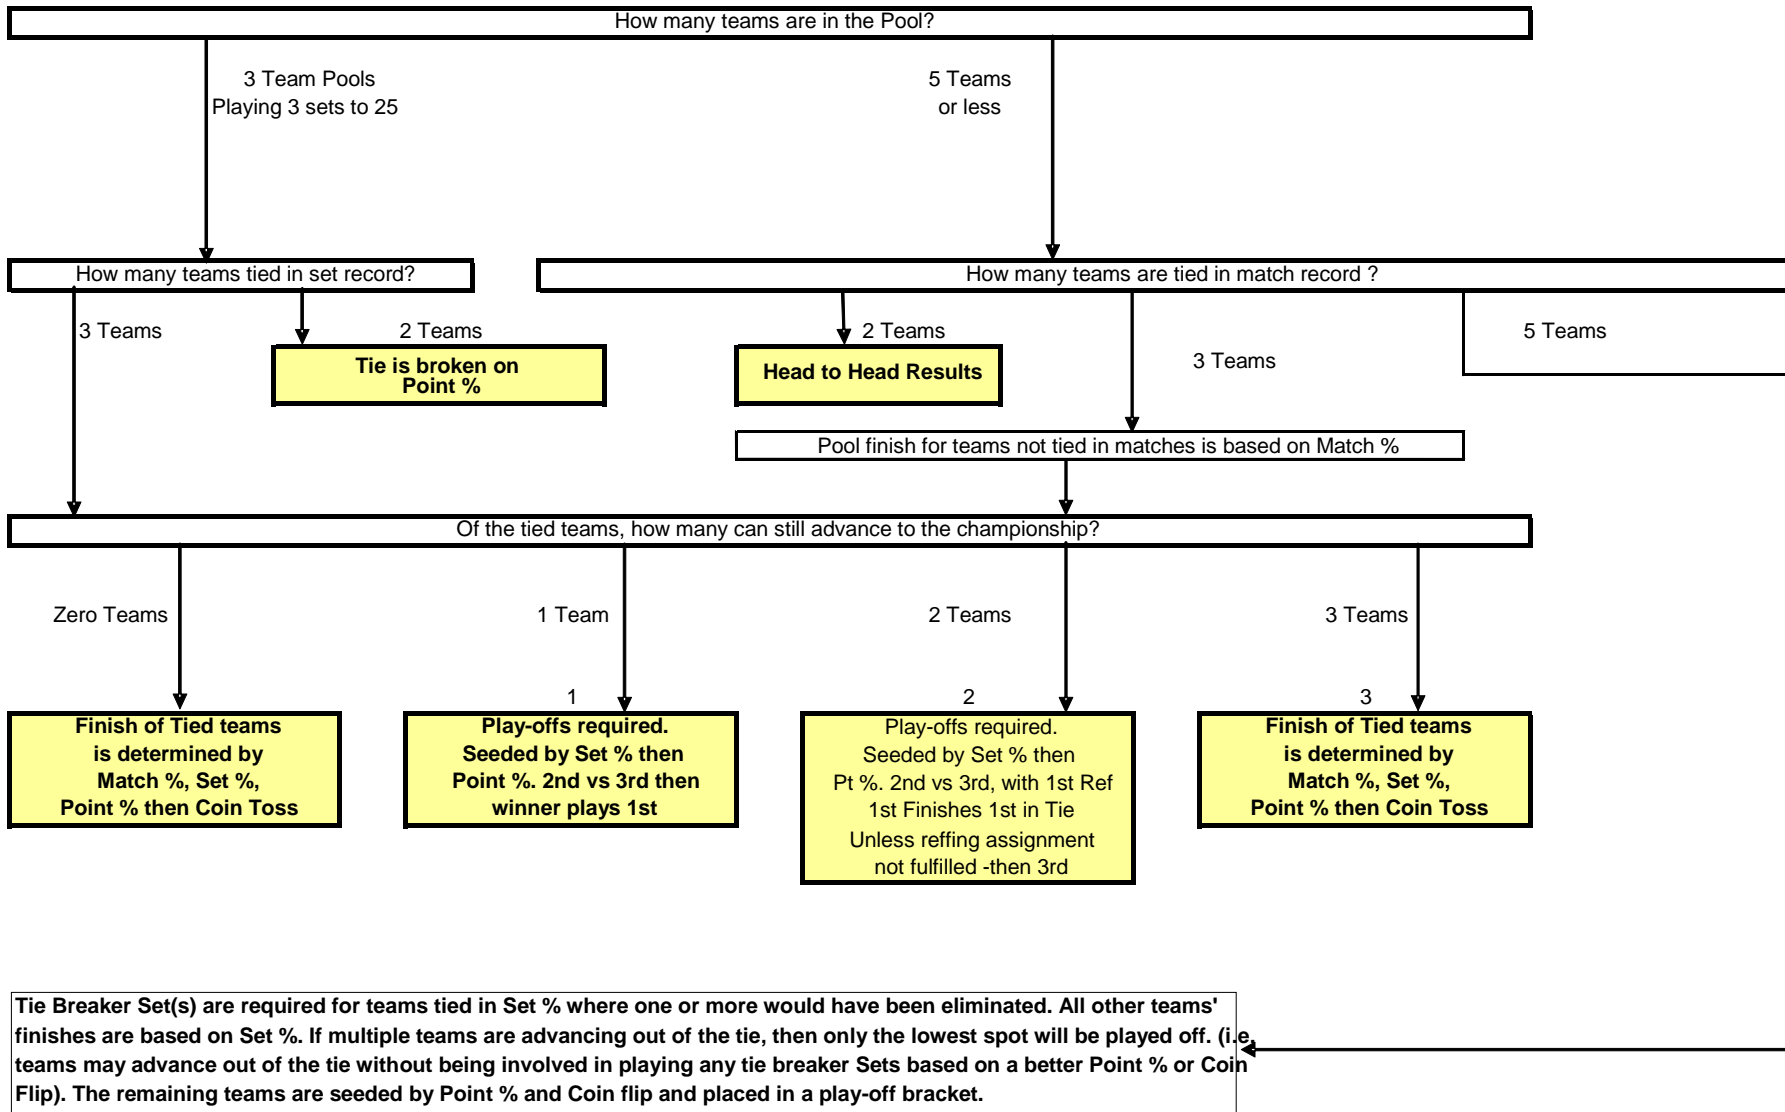 How many teams are in the Pool?
3 Team Pools
Playing 3 sets to 25
5 Teams
or less
How many teams tied in set record?
How many teams are tied in match record ?
3 Teams
2 Teams
2 Teams
3 Teams
5 Teams
Tie is broken on
Point %
Head to Head Results
Pool finish for teams not tied in matches is based on Match %
Of the tied teams, how many can still advance to the championship?
Zero Teams
1 Team
2 Teams
3 Teams
1
2
3
Finish of Tied teams
is determined by
Match %, Set %,
Point % then Coin Toss
Play-offs required.
Seeded by Set % then
Point %. 2nd vs 3rd then
winner plays 1st
Play-offs required.
Seeded by Set % then
Pt %. 2nd vs 3rd, with 1st Ref
1st Finishes 1st in Tie
Unless reffing assignment
not fulfilled -then 3rd
Finish of Tied teams
is determined by
Match %, Set %,
Point % then Coin Toss
Tie Breaker Set(s) are required for teams tied in Set % where one or more would have been eliminated. All other teams'
finishes are based on Set %. If multiple teams are advancing out of the tie, then only the lowest spot will be played off. (i.e.
teams may advance out of the tie without being involved in playing any tie breaker Sets based on a better Point % or Coin
Flip). The remaining teams are seeded by Point % and Coin flip and placed in a play-off bracket.